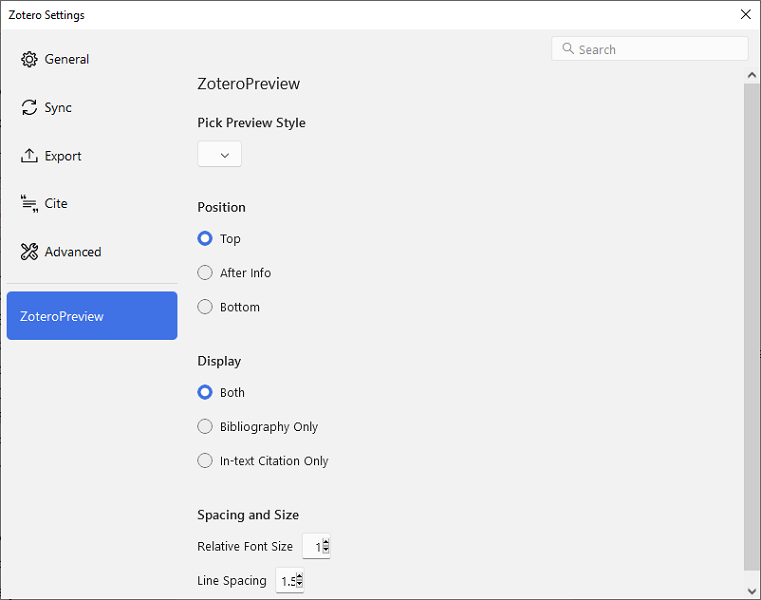 Zotero Settings
General
Sync
Export
Cite
Advanced
ZoteroPreview
Search
ZoteroPreview
Pick Preview Style
Position
Top
After Info
Bottom
Display
Both
Bibliography Only
In-text Citation Only
Spacing and Size
Relative Font Size 1
Line Spacing 1.5